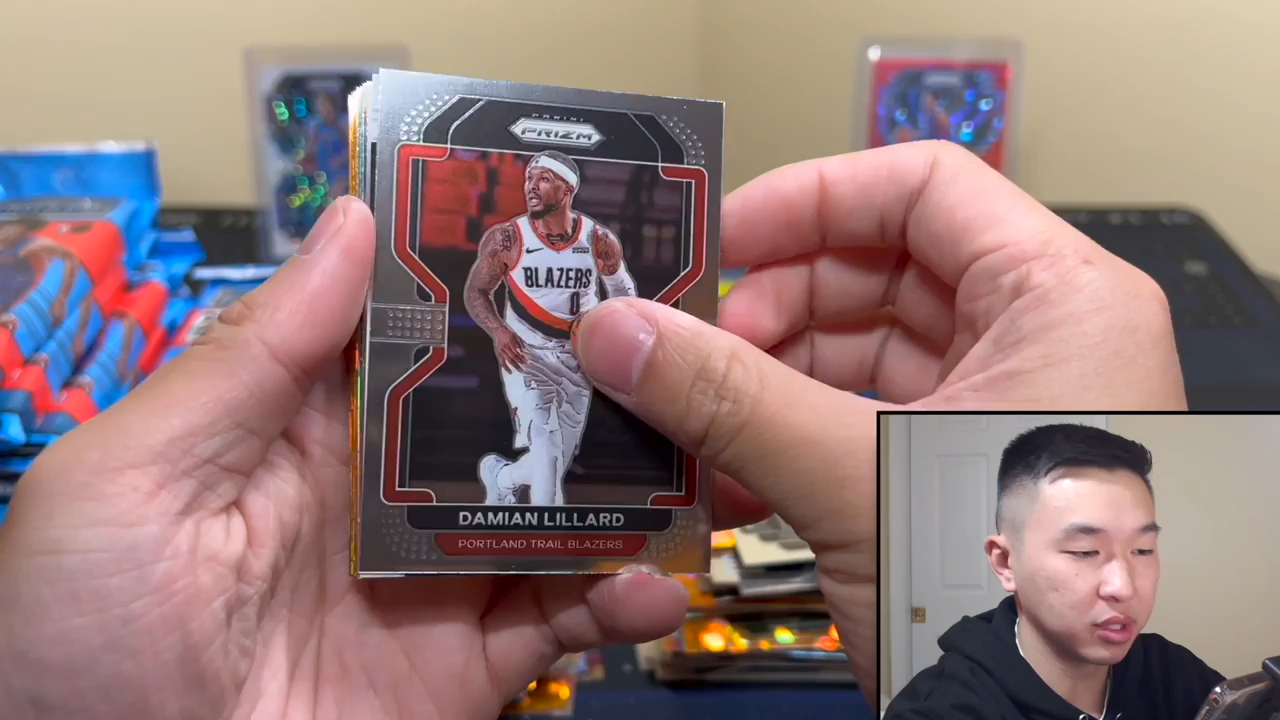 PANINI
PRIZM
BLAZERS
0
DAMIAN LILLARD
PORTLAND TRAIL BLAZERS